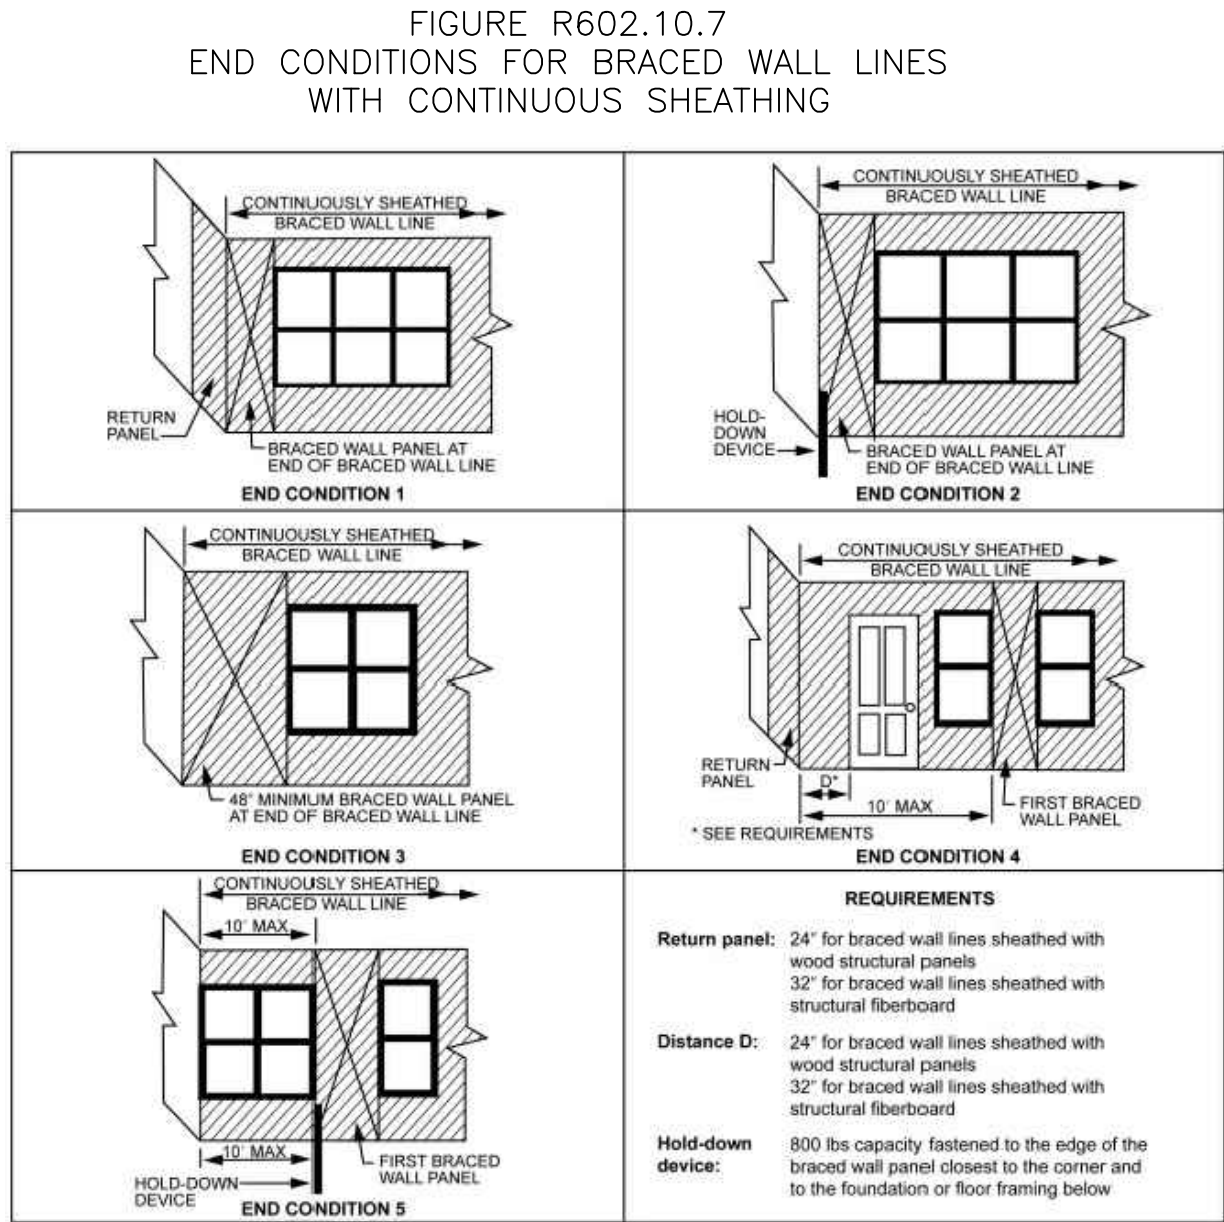 FIGURE R602.10.7
END CONDITIONS FOR BRACED WALL LINES
WITH CONTINUOUS SHEATHING
CONTINUOUSLY SHEATHED
BRACED WALL LINE
RETURN
PANEL
BRACED WALL PANEL AT
END OF BRACED WALL LINE
END CONDITION 1
CONTINUOUSLY SHEATHED
BRACED WALL LINE
HOLD-
DOWN
DEVICE
BRACED WALL PANEL AT
END OF BRACED WALL LINE
END CONDITION 2
CONTINUOUSLY SHEATHED
BRACED WALL LINE
48" MINIMUM BRACED WALL PANEL
AT END OF BRACED WALL LINE
END CONDITION 3
CONTINUOUSLY SHEATHED
BRACED WALL LINE
RETURN
PANEL
D*
10' MAX
FIRST BRACED
WALL PANEL
* SEE REQUIREMENTS
END CONDITION 4
CONTINUOUSLY SHEATHED
BRACED WALL LINE
10' MAX
10' MAX
HOLD-DOWN
DEVICE
FIRST BRACED
WALL PANEL
END CONDITION 5
REQUIREMENTS
Return panel: 24" for braced wall lines sheathed with
wood structural panels
32" for braced wall lines sheathed with
structural fiberboard
Distance D: 24" for braced wall lines sheathed with
wood structural panels
32" for braced wall lines sheathed with
structural fiberboard
Hold-down 800 lbs capacity fastened to the edge of the
device: braced wall panel closest to the corner and
to the foundation or floor framing below